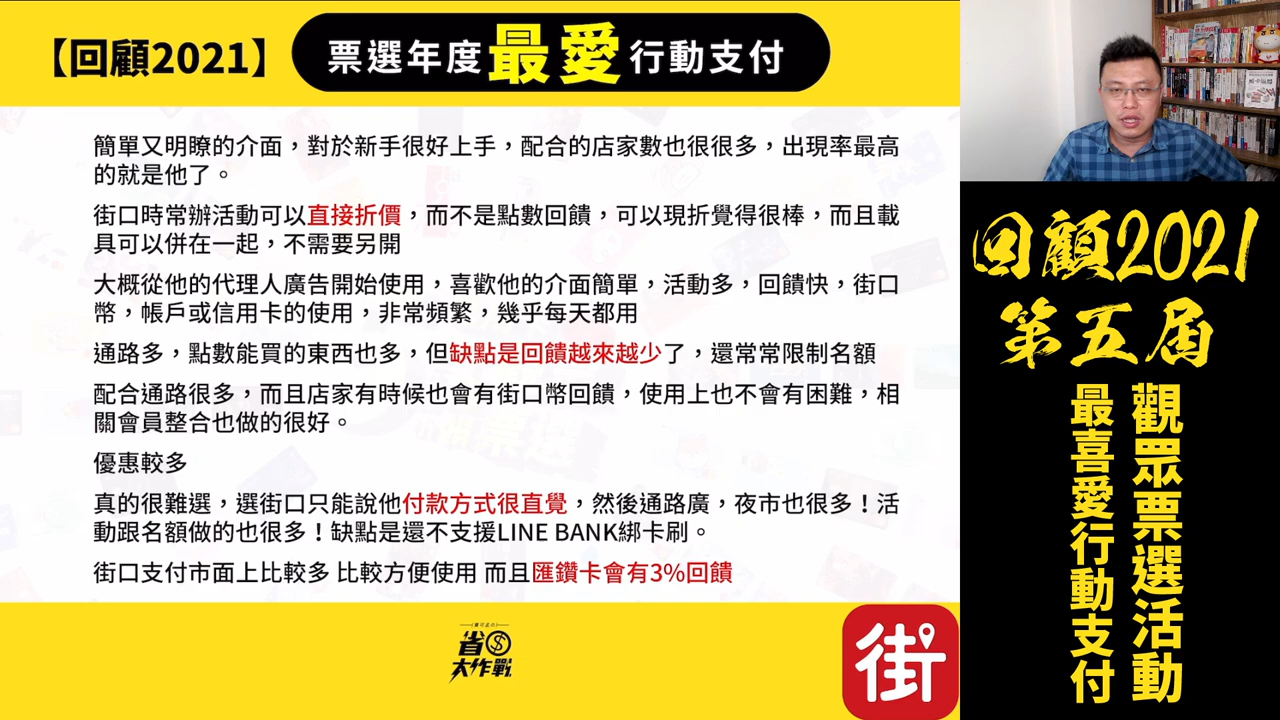 【回顧2021】
票選年度最愛行動支付
簡單又明瞭的介面，對於新手很好上手，配合的店家數也很很多，出現率最高
的就是他了。
街口時常辦活動可以直接折價，而不是點數回饋，可以現折覺得很棒，而且載
具可以併在一起，不需要另開
大概從他的代理人廣告開始使用，喜歡他的介面簡單，活動多，回饋快，街口
幣，帳戶或信用卡的使用，非常頻繁，幾乎每天都用
通路多，點數能買的東西也多，但缺點是回饋越來越少了，還常常限制名額
配合通路很多，而且店家有時候也會有街口幣回饋，使用上也不會有困難，相
關會員整合也做的很好。
優惠較多
真的很難選，選街口只能說他付款方式很直覺，然後通路廣，夜市也很多！活
動跟名額做的也很多！缺點是還不支援LINE BANK綁卡刷。
街口支付市面上比較多 比較方便使用 而且匯鑽卡會有3%回饋
省
大作戰
街
回顧2021
第五屆
觀眾票選活動
最喜愛行動支付